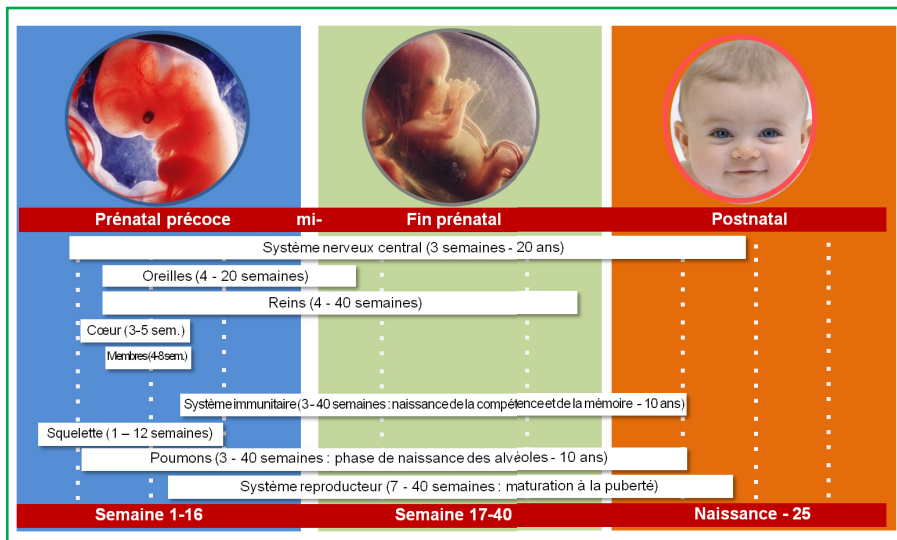 Prénatal précoce mi- Fin prénatal Postnatal
Système nerveux central (3 semaines - 20 ans)
Oreilles (4 - 20 semaines)
Reins (4 - 40 semaines)
Cœur (3-5 sem.)
Membres (4-8 sem.)
Système immunitaire (3 - 40 semaines : naissance de la compétence et de la mémoire - 10 ans)
Squelette (1 – 12 semaines)
Poumons (3 - 40 semaines : phase de naissance des alvéoles - 10 ans)
Système reproducteur (7 - 40 semaines : maturation à la puberté)
Semaine 1-16 Semaine 17-40 Naissance - 25